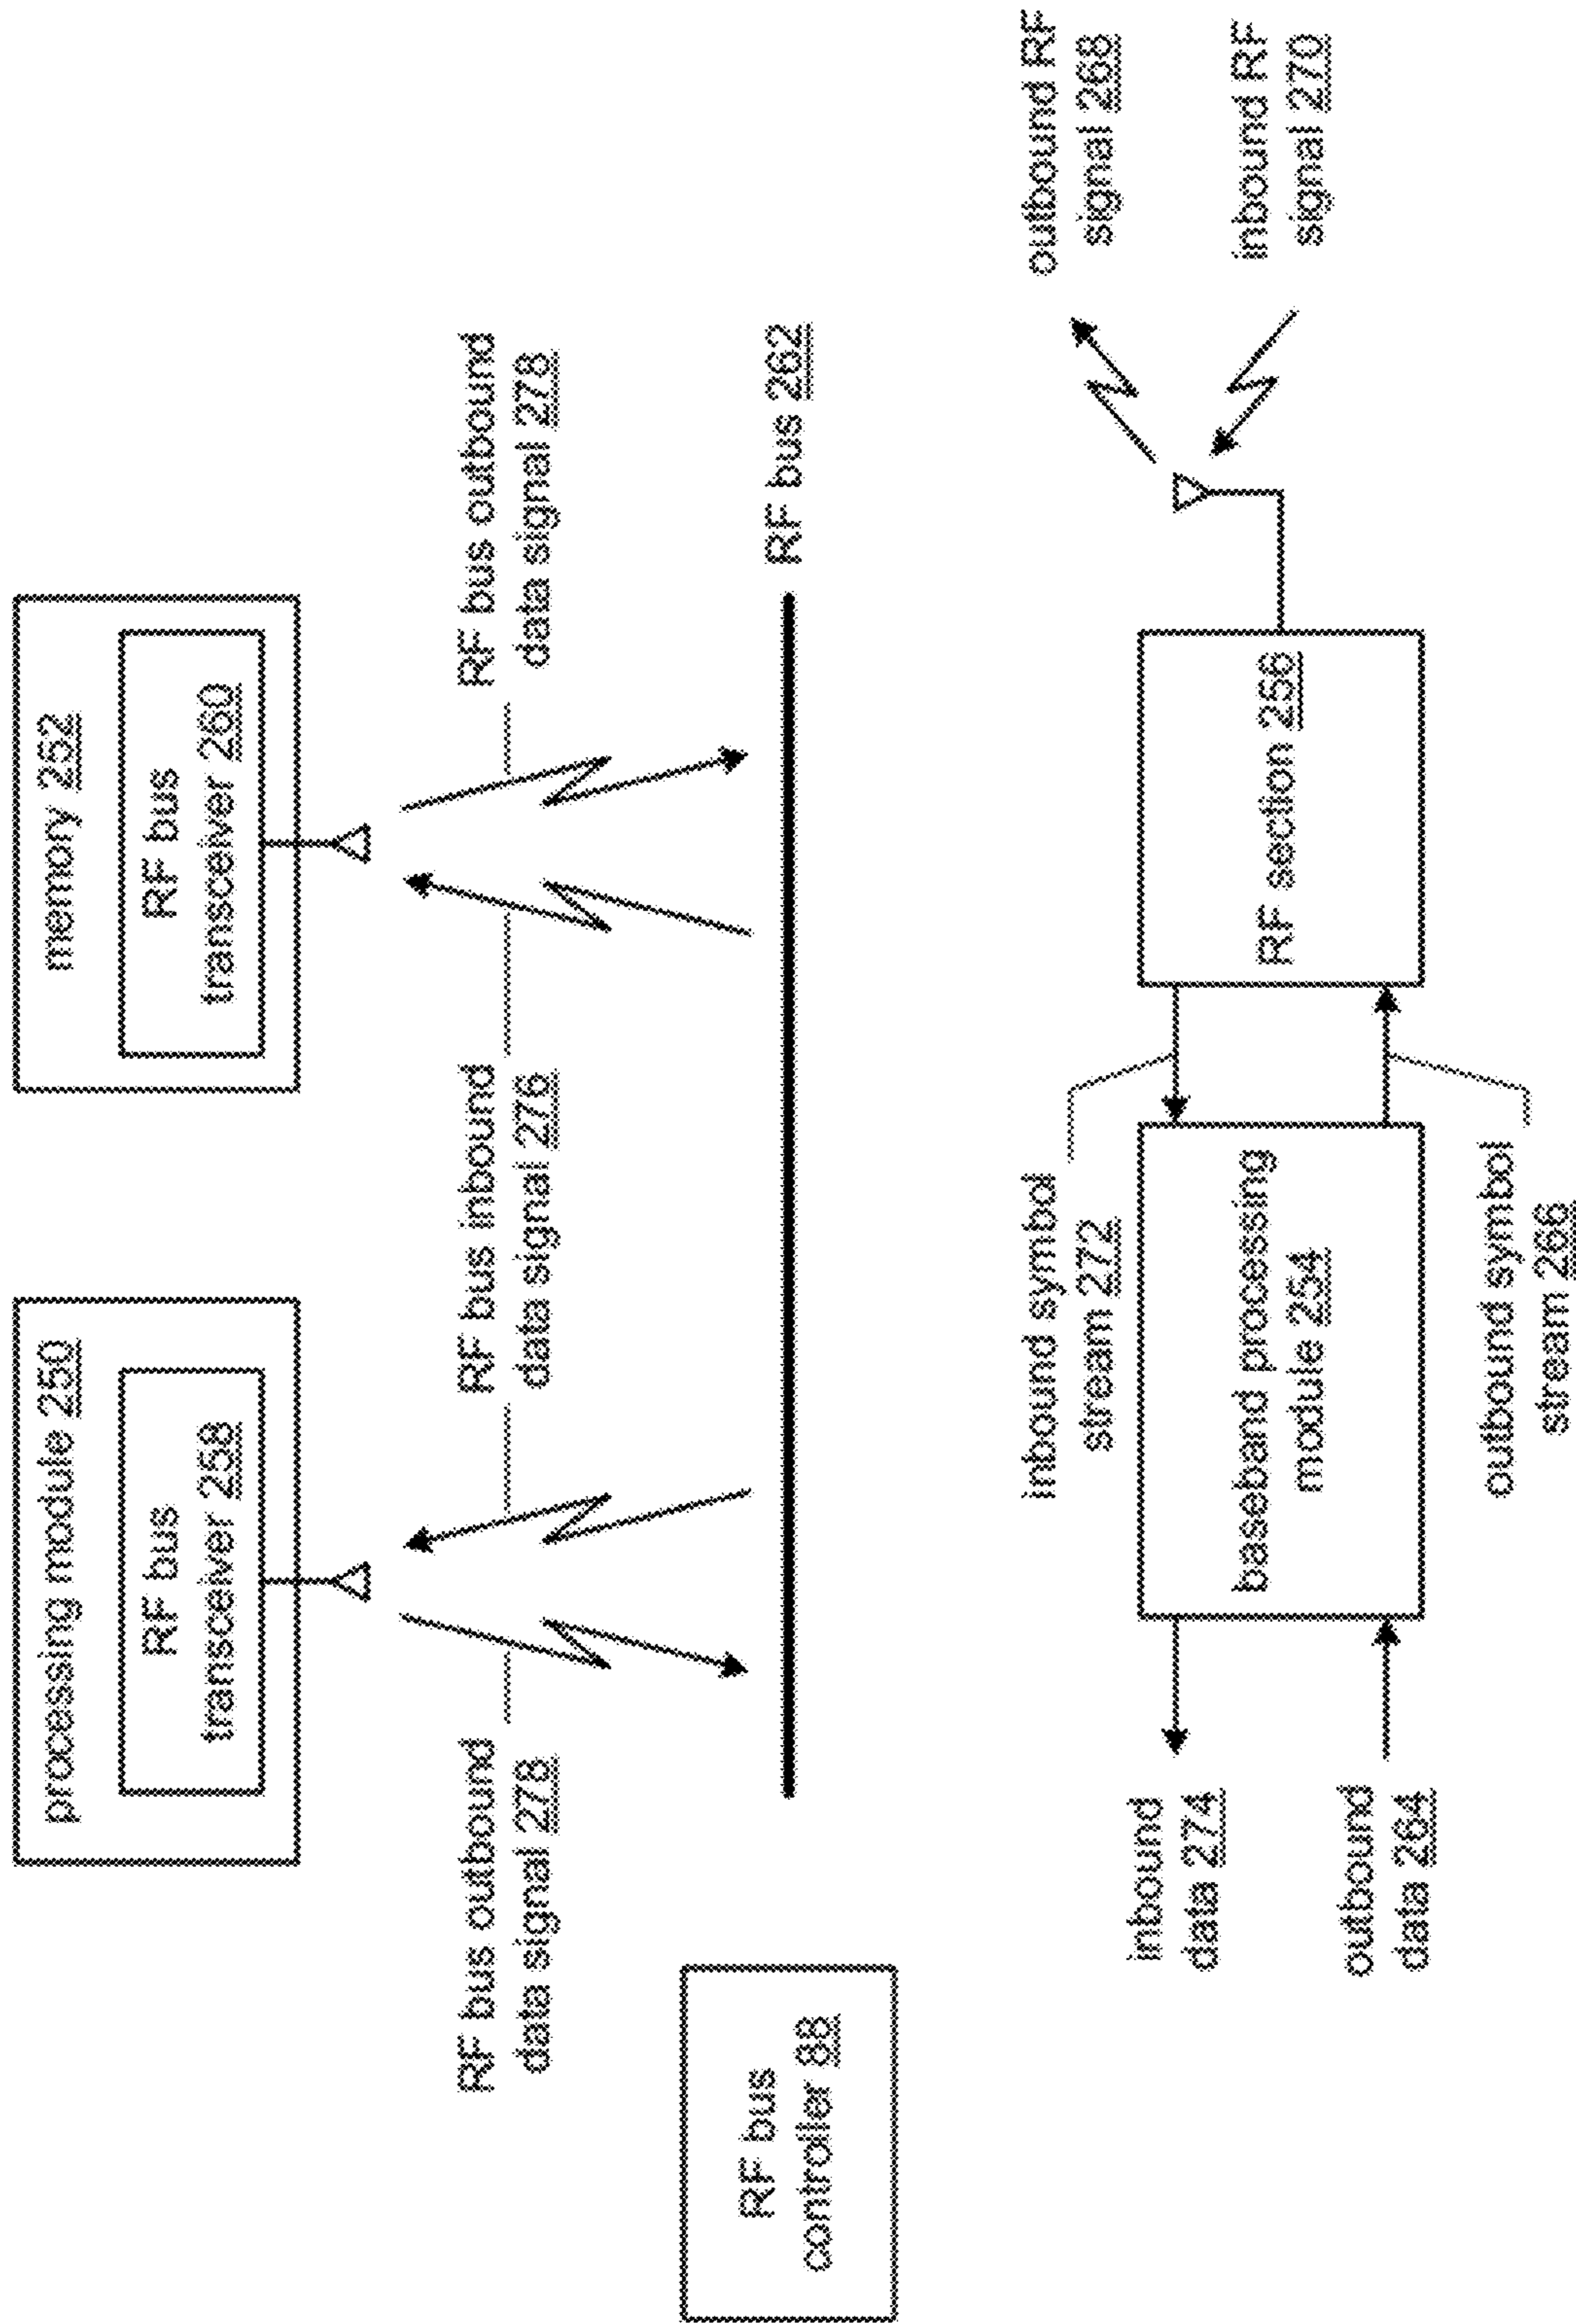 processing module 250
RF bus
transceiver 258
memory 252
RF bus
transceiver 260
RF bus outbound
data signal 278
RF bus inbound
data signal 276
RF bus outbound
data signal 278
RF bus
controller 88
RF bus 262
inbound symbol
stream 272
outbound RF
signal 268
inbound
data 274
baseband processing
module 254
RF section 256
inbound RF
signal 270
outbound
data 264
outbound symbol
stream 266